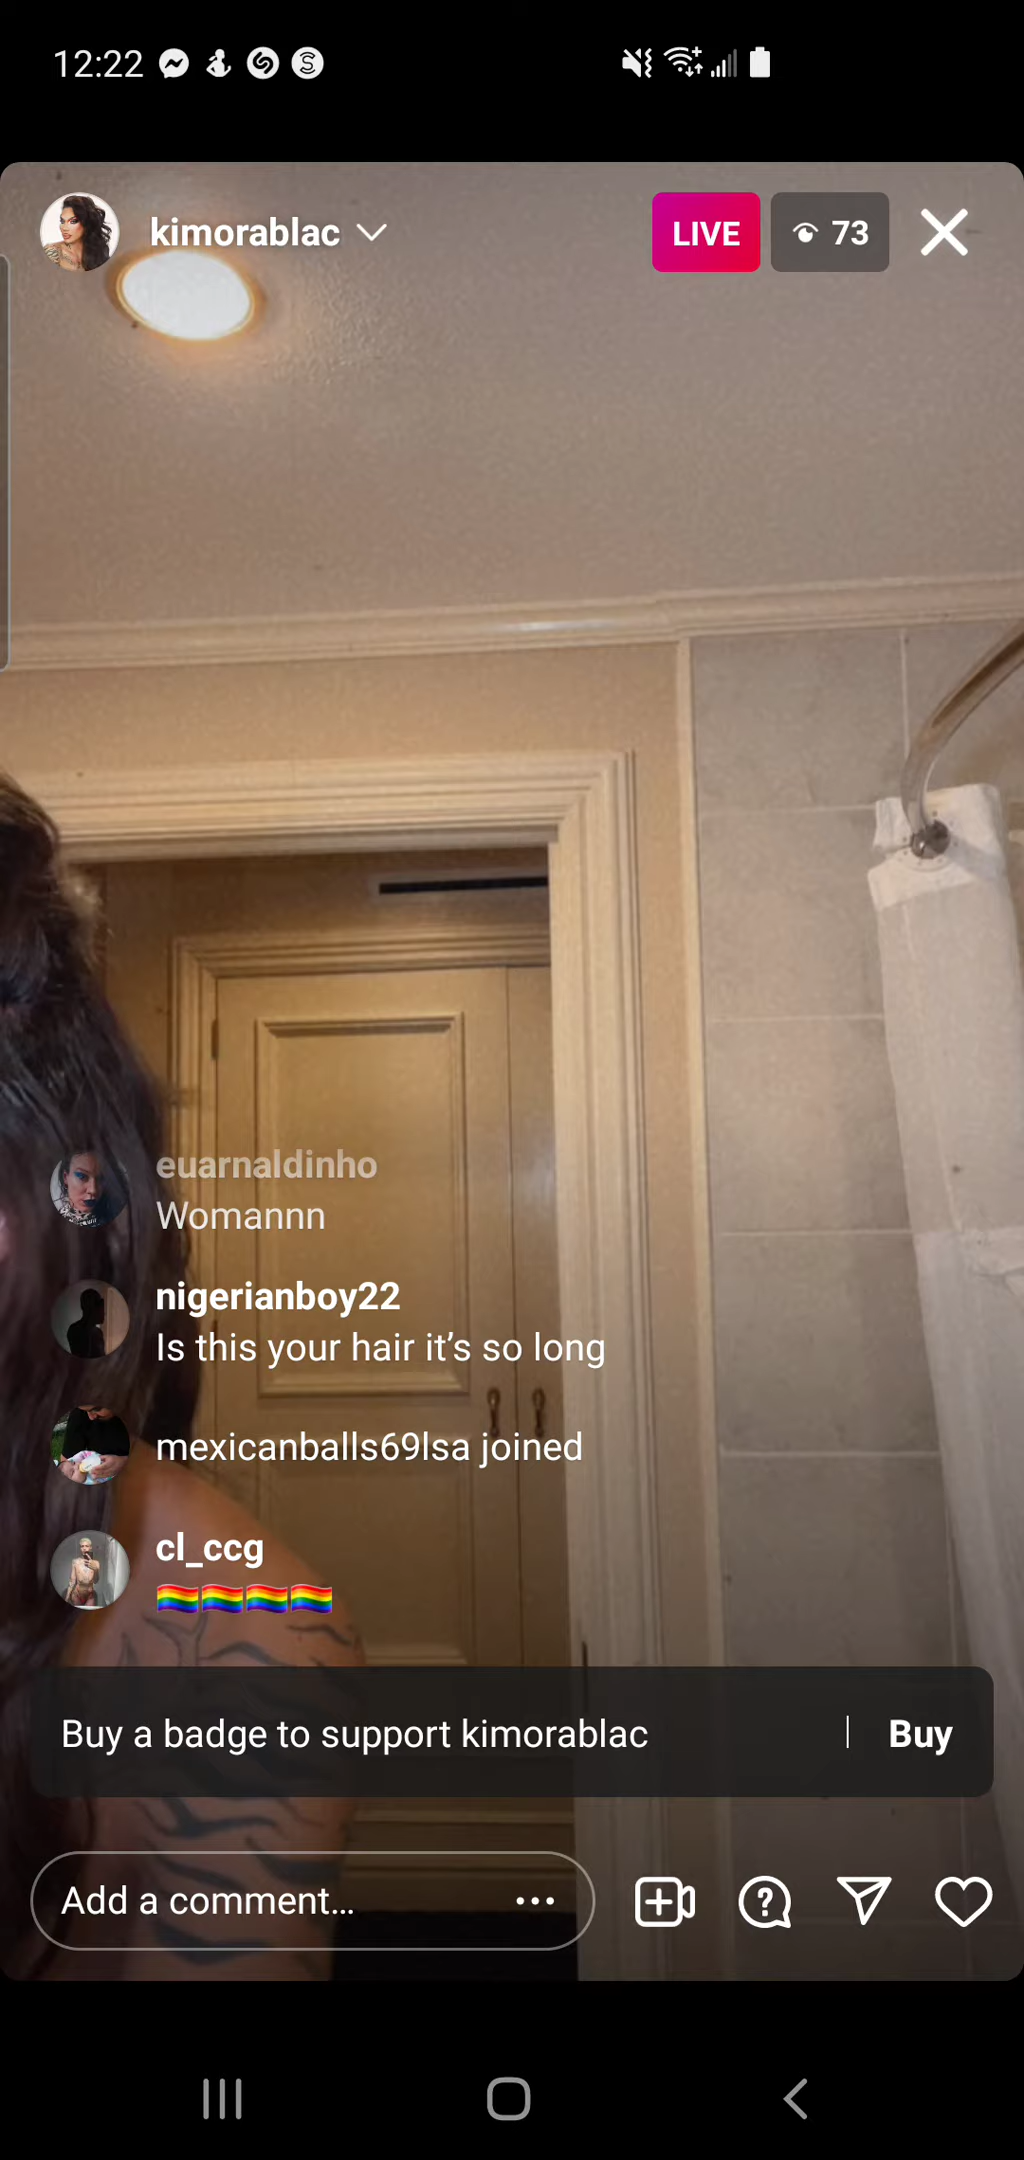 12:22
kimorablac
LIVE
73
euarnaldinho
Womannn
nigerianboy22
Is this your hair it’s so long
mexicanballs69lsa joined
cl_ccg
🏳️‍🌈🏳️‍🌈🏳️‍🌈🏳️‍🌈
Buy a badge to support kimorablac | Buy
Add a comment...